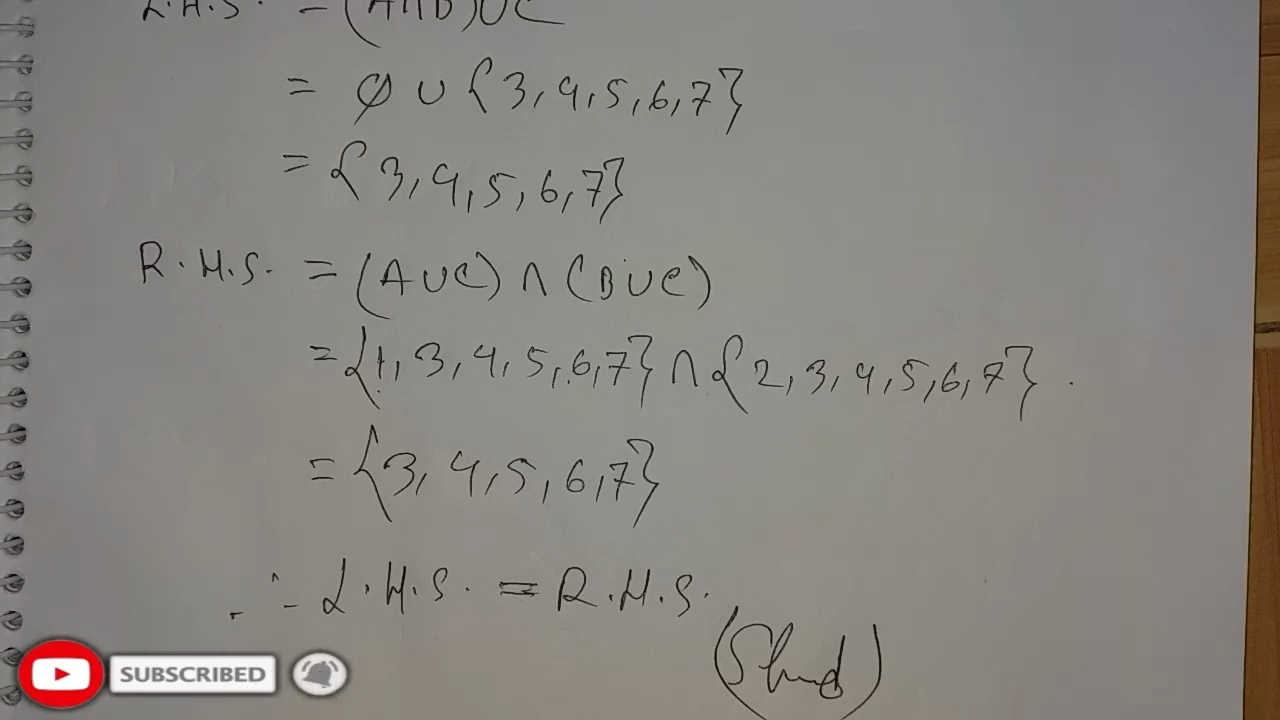 L.H.S. = (A∩B)∪C
= ∅ ∪ {3,4,5,6,7}
= {3,4,5,6,7}
R.H.S. = (A∪C) ∩ (B∪C)
= {1,3,4,5,6,7} ∩ {2,3,4,5,6,7}.
= {3,4,5,6,7}
∴ L.H.S. = R.H.S.
SUBSCRIBED